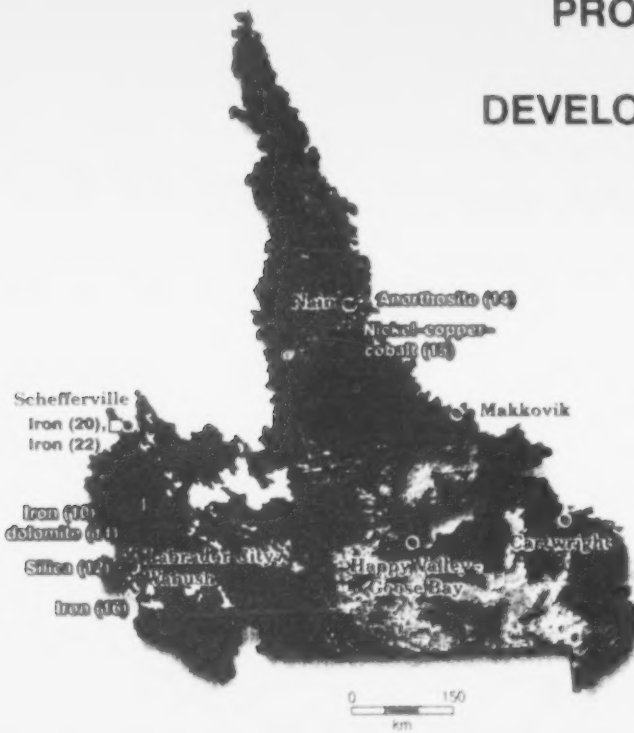 PRO
DEVELO
Nain
Anorthosite (14)
Nickel-copper-
cobalt (15)
Schefferville
Iron (20),
Iron (22)
Makkovik
Iron
dolomite (11)
Silica (12)
Iron (16)
Labrador City-
Wabush
Happy Valley-
Goose Bay
Cartwright
0 150
km